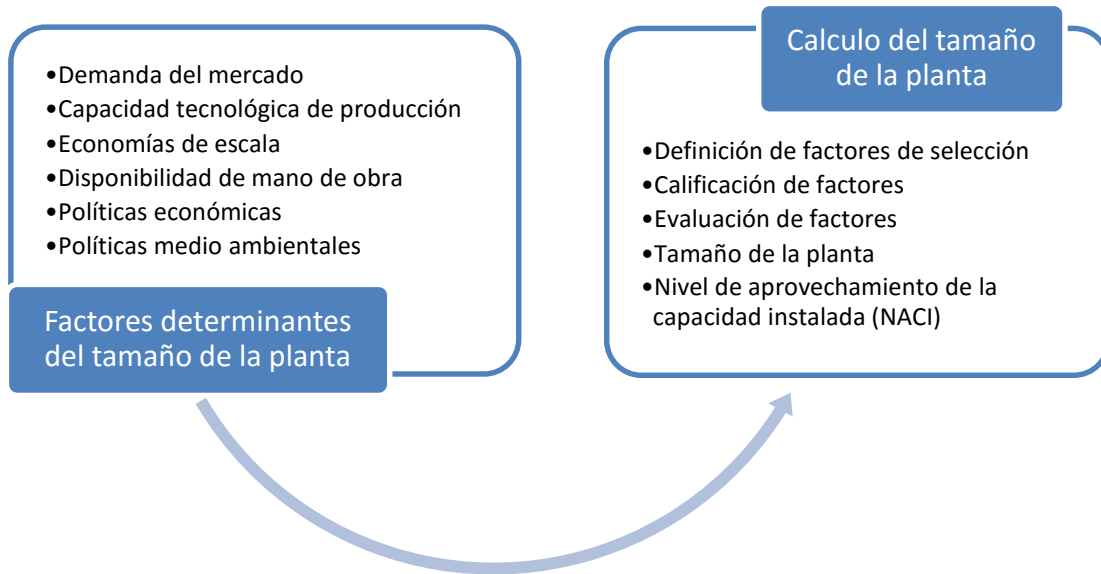 •Demanda del mercado
•Capacidad tecnológica de producción
•Economías de escala
•Disponibilidad de mano de obra
•Políticas económicas
•Políticas medio ambientales
Factores determinantes
del tamaño de la planta
Calculo del tamaño
de la planta
•Definición de factores de selección
•Calificación de factores
•Evaluación de factores
•Tamaño de la planta
•Nivel de aprovechamiento de la
capacidad instalada (NACI)